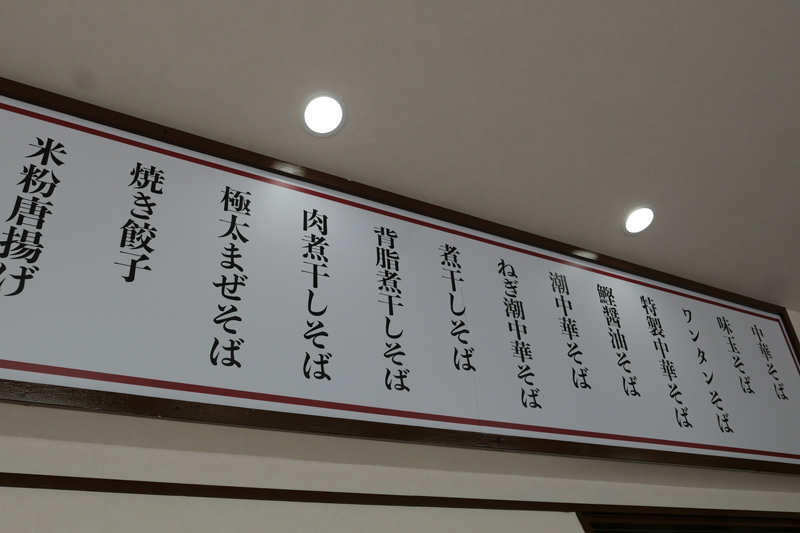 中華そば
味玉そば
ワンタンそば
特製中華そば
鰹醤油そば
潮中華そば
ねぎ潮中華そば
煮干しそば
背脂煮干しそば
肉煮干しそば
極太まぜそば
焼き餃子
米粉唐揚げ